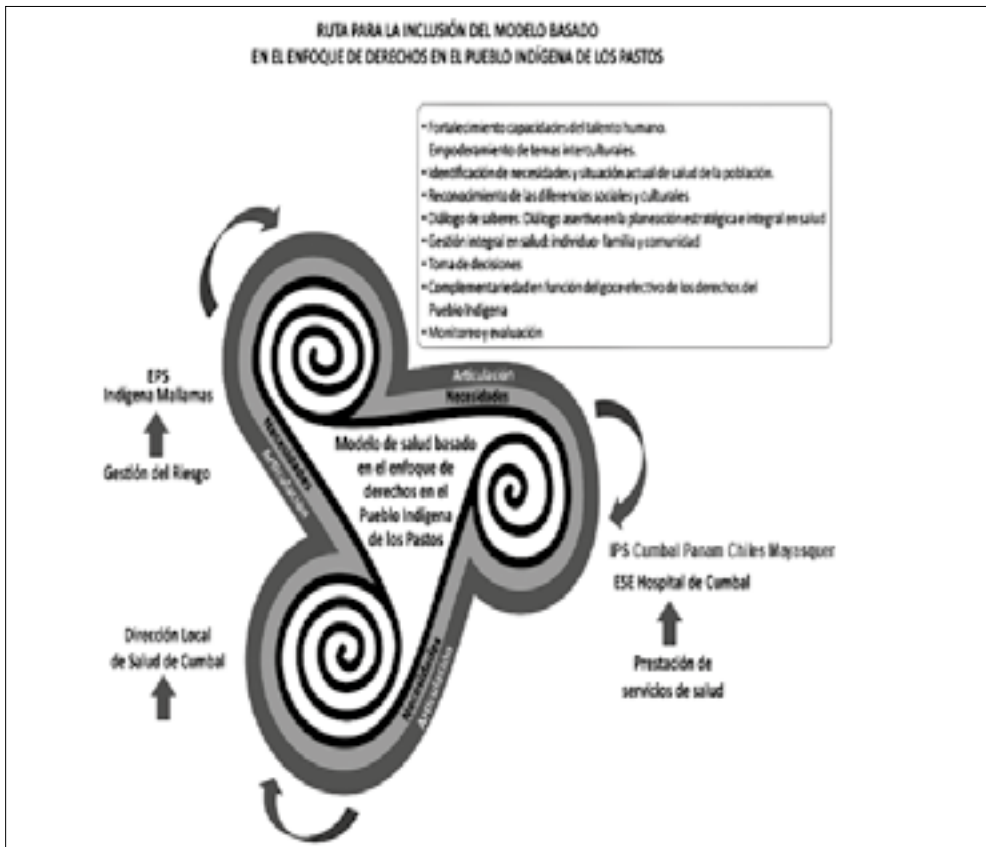 RUTA PARA LA INCLUSIÓN DEL MODELO BASADO
EN EL ENFOQUE DE DERECHOS EN EL PUEBLO INDÍGENA DE LOS PASTOS
• Fortalecimiento capacidades del talento humano.
Empoderamiento de temas interculturales.
• Identificación de necesidades y situación actual de salud de la población.
• Reconocimiento de las diferencias sociales y culturales
• Diálogo de saberes. Diálogo asertivo en la planeación estratégica e integral en salud
• Gestión integral en salud: individuo- familia y comunidad
• Toma de decisiones
• Complementariedad en función del goce efectivo de los derechos del
Pueblo Indígena
• Monitoreo y evaluación
Articulación
Necesidades
EPS
Indígena Mallamas
Gestión del Riesgo
Necesidades
Articulación
Modelo de salud basado
en el enfoque de
derechos en el
Pueblo Indígena
de los Pastos
IPS Cumbal Panam Chiles Mayasquer
ESE Hospital de Cumbal
Prestación de
servicios de salud
Dirección Local
de Salud de Cumbal
Necesidades
Articulación